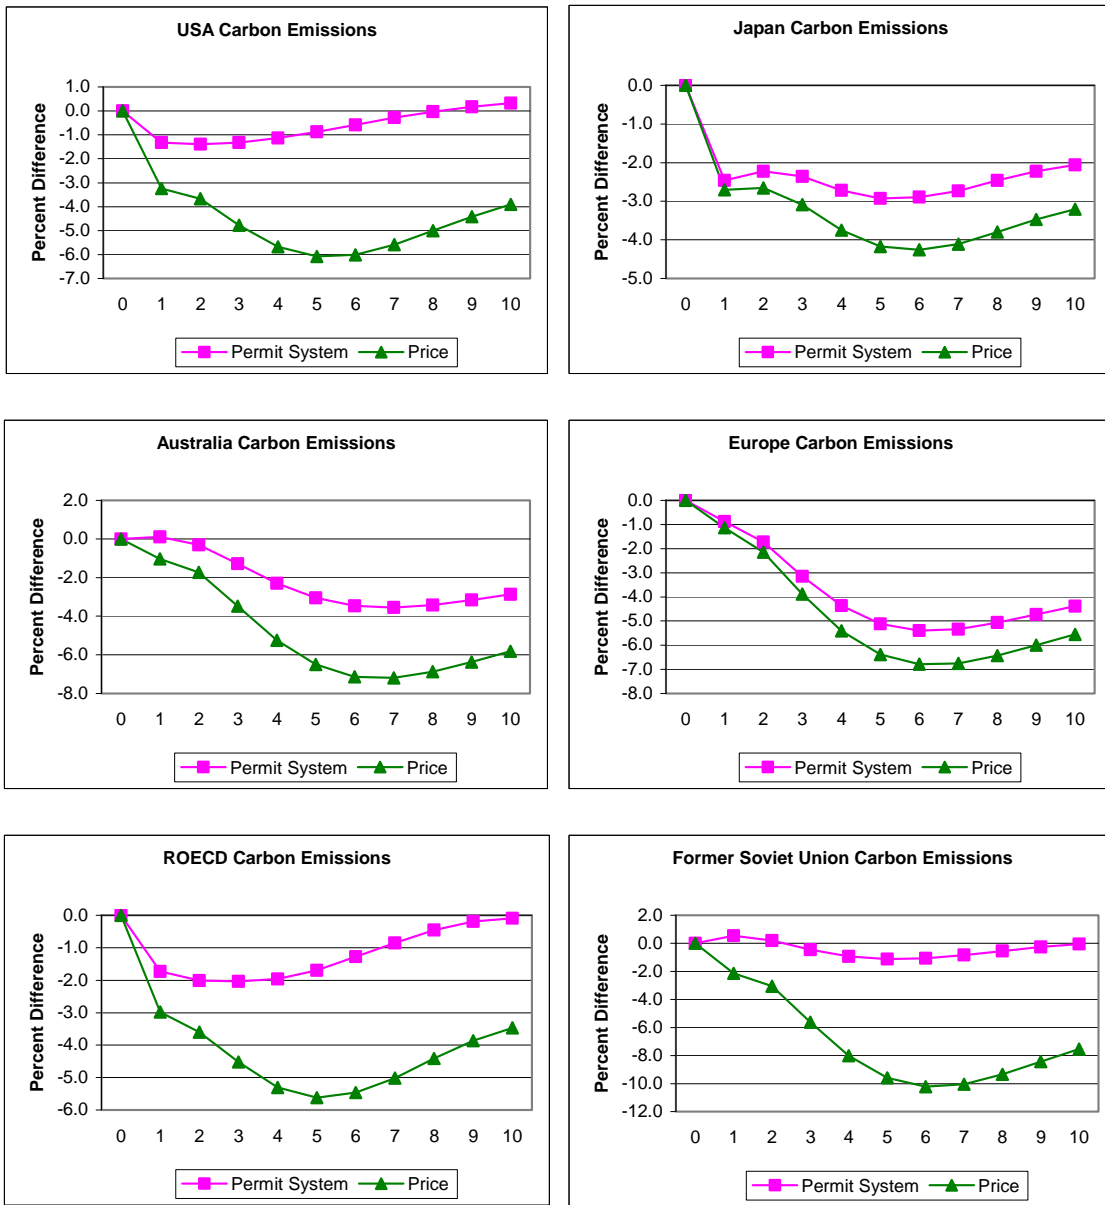 USA Carbon Emissions
Percent Difference
1.0
0.0
-1.0
-2.0
-3.0
-4.0
-5.0
-6.0
-7.0
0 1 2 3 4 5 6 7 8 9 10
Permit System Price
Japan Carbon Emissions
Percent Difference
0.0
-1.0
-2.0
-3.0
-4.0
-5.0
0 1 2 3 4 5 6 7 8 9 10
Permit System Price
Australia Carbon Emissions
Percent Difference
2.0
0.0
-2.0
-4.0
-6.0
-8.0
0 1 2 3 4 5 6 7 8 9 10
Permit System Price
Europe Carbon Emissions
Percent Difference
0.0
-1.0
-2.0
-3.0
-4.0
-5.0
-6.0
-7.0
-8.0
0 1 2 3 4 5 6 7 8 9 10
Permit System Price
ROECD Carbon Emissions
Percent Difference
0.0
-1.0
-2.0
-3.0
-4.0
-5.0
-6.0
0 1 2 3 4 5 6 7 8 9 10
Permit System Price
Former Soviet Union Carbon Emissions
Percent Difference
2.0
0.0
-2.0
-4.0
-6.0
-8.0
-10.0
-12.0
0 1 2 3 4 5 6 7 8 9 10
Permit System Price